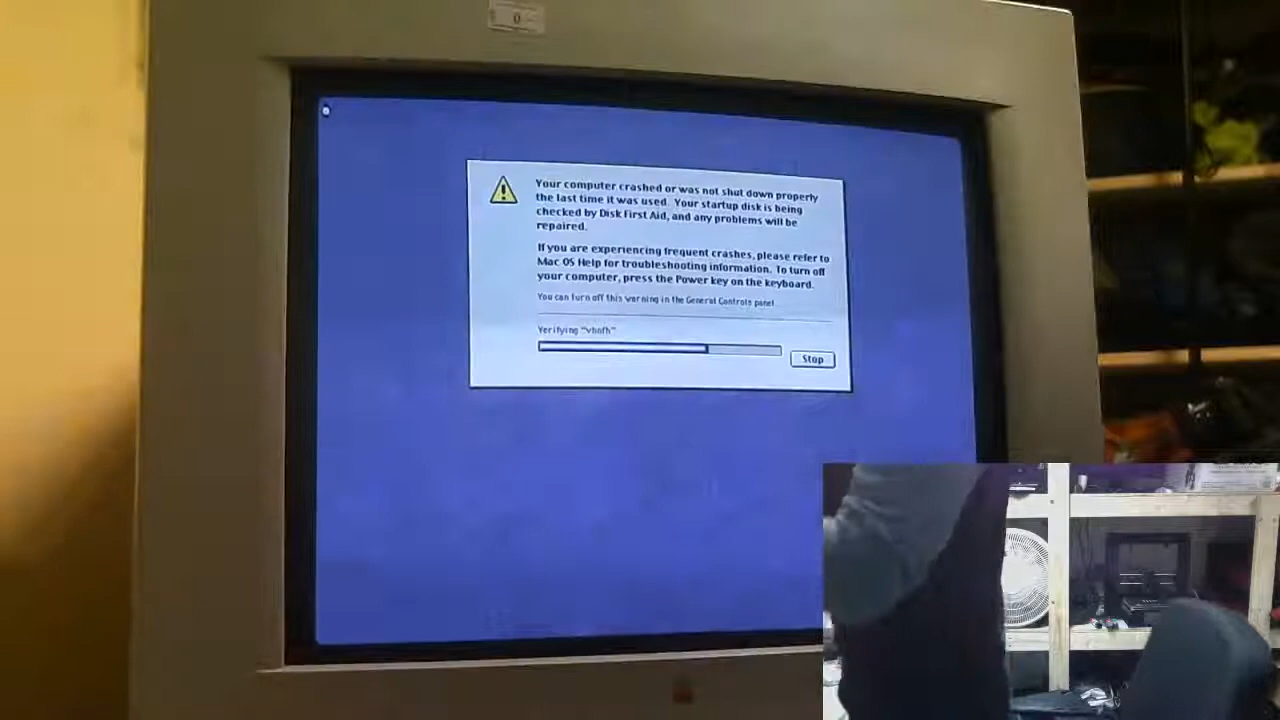 0
Your computer crashed or was not shut down properly
the last time it was used. Your startup disk is being
checked by Disk First Aid, and any problems will be
repaired.
If you are experiencing frequent crashes, please refer to
Mac OS Help for troubleshooting information. To turn off
your computer, press the Power key on the keyboard.
You can turn off this warning in the General Controls panel
Verifying "vhofh"
Stop